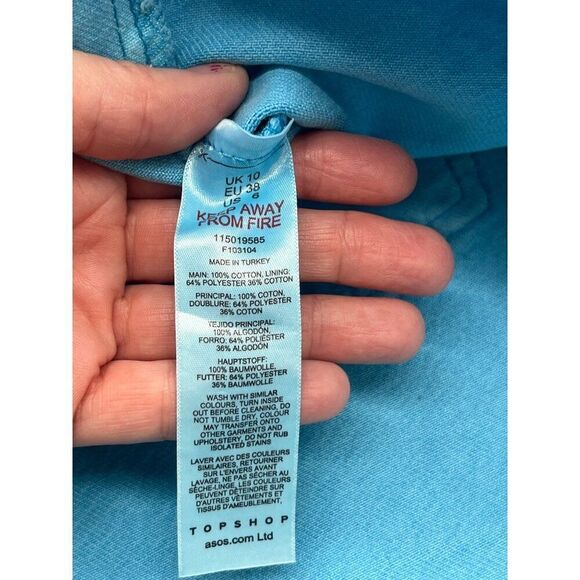 UK 10
EU 38
US 6
KEEP AWAY
FROM FIRE
115019585
F103104
MADE IN TURKEY
MAIN: 100% COTTON, LINING:
64% POLYESTER 36% COTTON
PRINCIPAL: 100% COTON,
DOUBLURE: 64% POLYESTER
36% COTON
TEJIDO PRINCIPAL:
100% ALGODÓN,
FORRO: 64% POLIÉSTER
36% ALGODÓN
HAUPTSTOFF:
100% BAUMWOLLE,
FUTTER: 64% POLYESTER
36% BAUMWOLLE
WASH WITH SIMILAR
COLOURS, TURN INSIDE
OUT BEFORE CLEANING, DO
NOT TUMBLE DRY, COLOUR
MAY TRANSFER ONTO
OTHER GARMENTS AND
UPHOLSTERY, DO NOT RUB
ISOLATED STAINS
LAVER AVEC DES COULEURS
SIMILAIRES, RETOURNER
SUR L'ENVERS AVANT
LAVAGE, NE PAS SÉCHER AU
SÈCHE-LINGE, LES COULEURS
PEUVENT DÉTEINDRE SUR
D'AUTRES VÊTEMENTS ET
TISSUS D'AMEUBLEMENT,
TOPSHOP
asos.com Ltd